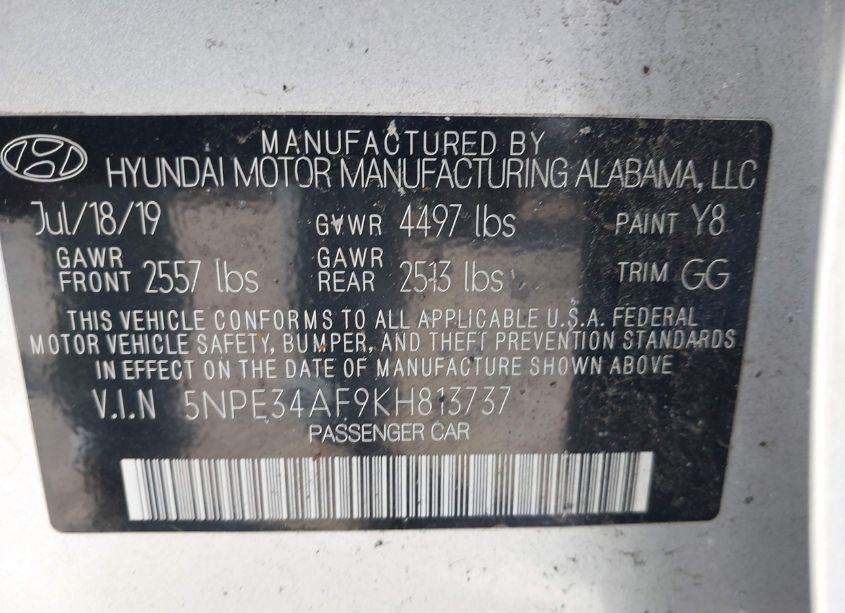 MANUFACTURED BY
HYUNDAI MOTOR MANUFACTURING ALABAMA, LLC
Jul/18/19 GVWR 4497 lbs PAINT Y8
GAWR FRONT 2557 lbs GAWR REAR 2513 lbs TRIM GG
THIS VEHICLE CONFORMS TO ALL APPLICABLE U.S.A. FEDERAL
MOTOR VEHICLE SAFETY, BUMPER, AND THEFT PREVENTION STANDARDS
IN EFFECT ON THE DATE OF MANUFACTURE SHOWN ABOVE
V.I.N 5NPE34AF9KH813737
PASSENGER CAR